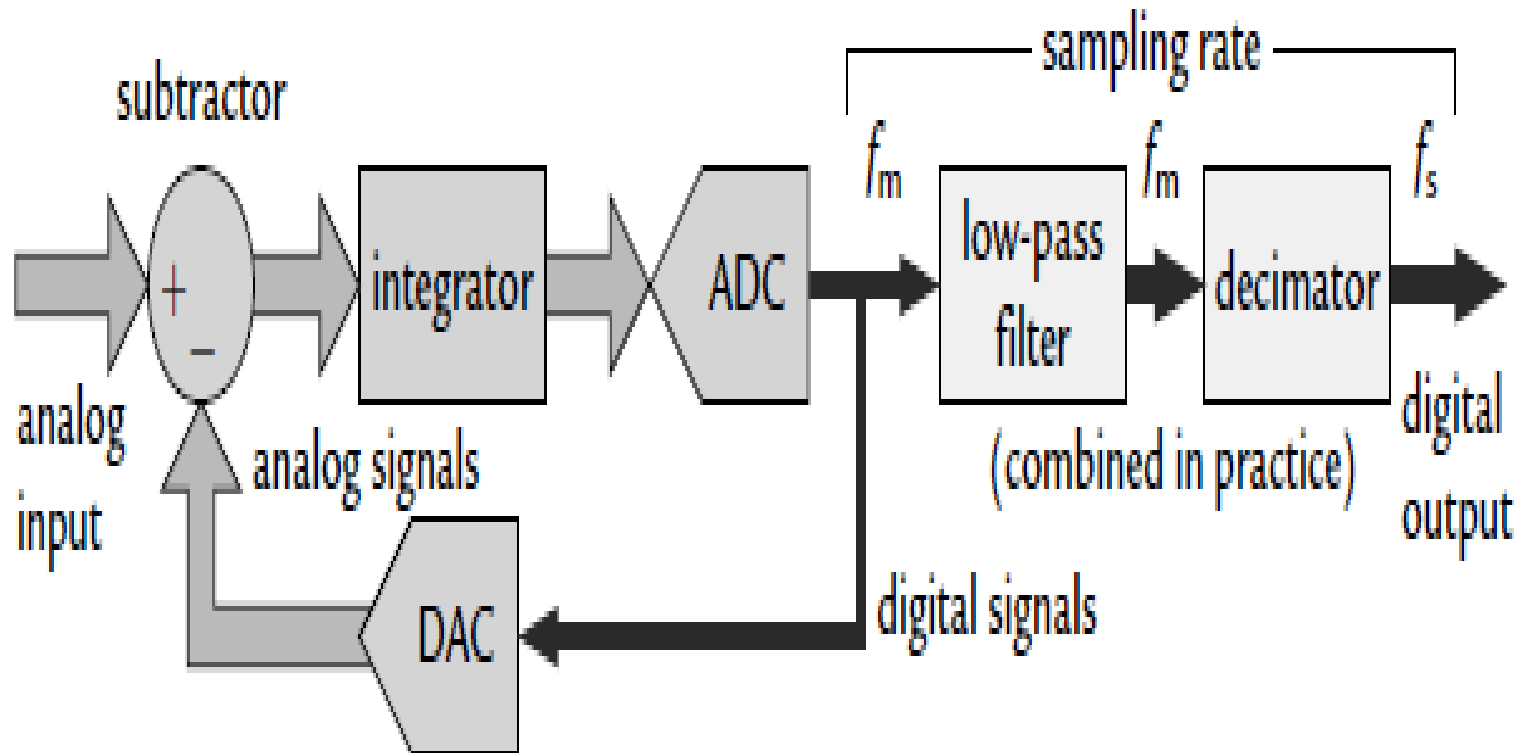 sampling rate
subtractor
fm
fm
fs
+
−
integrator
ADC
low-pass
filter
decimator
analog
input
analog signals
(combined in practice)
digital
output
DAC
digital signals